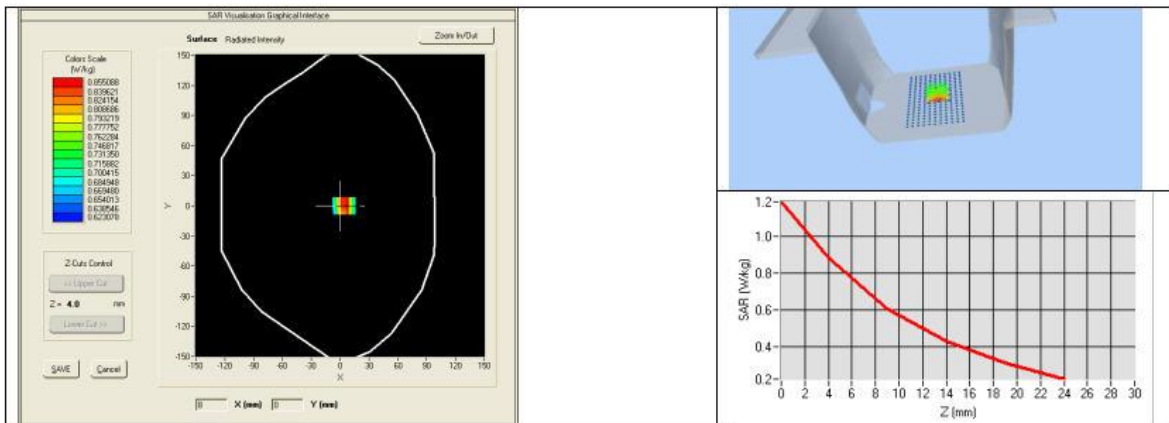 SAR Visualisation Graphical Interface
Surface Radiated Intensity
Zoom In/Out
Colors Scale
(W/kg)
0.855088
0.839621
0.824154
0.808686
0.793219
0.777752
0.762284
0.746817
0.731350
0.715882
0.700415
0.684948
0.669480
0.654013
0.638546
0.623078
Z-Cuts Control
<< Upper Cut
Z = 4.0 mm
Lower Cut >>
SAVE Cancel
150
120
90
60
30
0
-30
-60
-90
-120
-150
Y
-150 -120 -90 -60 -30 0 30 60 90 120 150
X
8 X (mm) 0 Y (mm)
1.2
1.0
0.8
0.6
0.4
0.2
SAR (W/kg)
0 2 4 6 8 10 12 14 16 18 20 22 24 26 28 30
Z (mm)